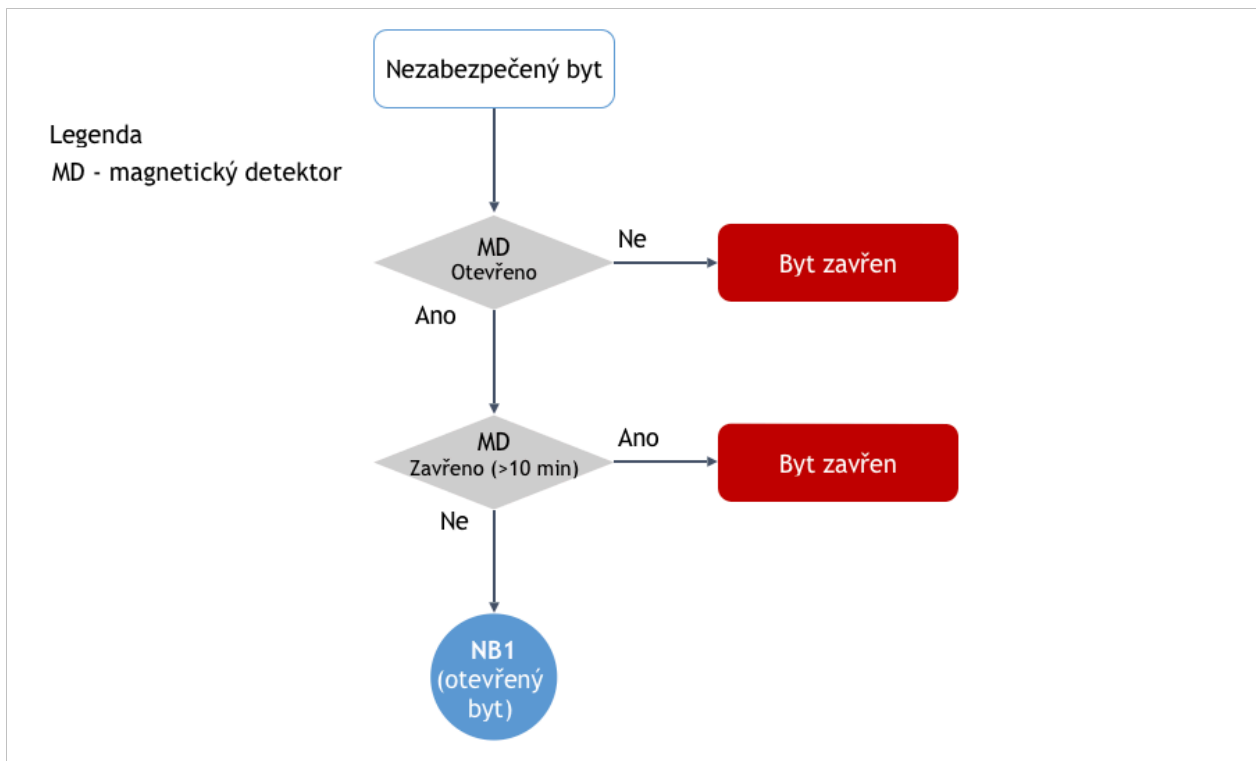 Nezabezpečený byt
Legenda
MD - magnetický detektor
MD
Otevřeno
Ne
Byt zavřen
Ano
MD
Zavřeno (>10 min)
Ano
Byt zavřen
Ne
NB1
(otevřený
byt)